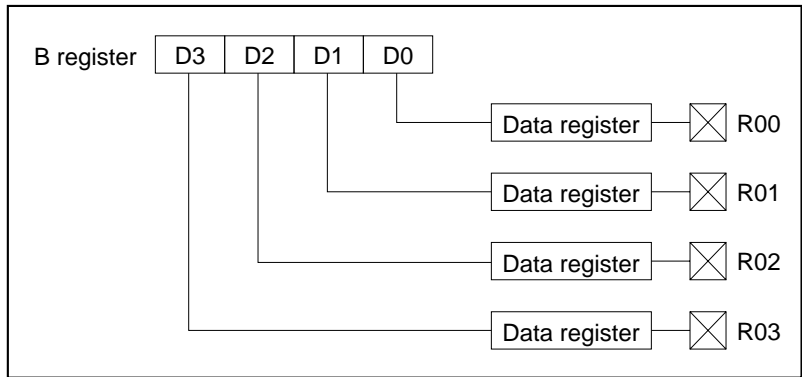 B register D3 D2 D1 D0
Data register R00
Data register R01
Data register R02
Data register R03